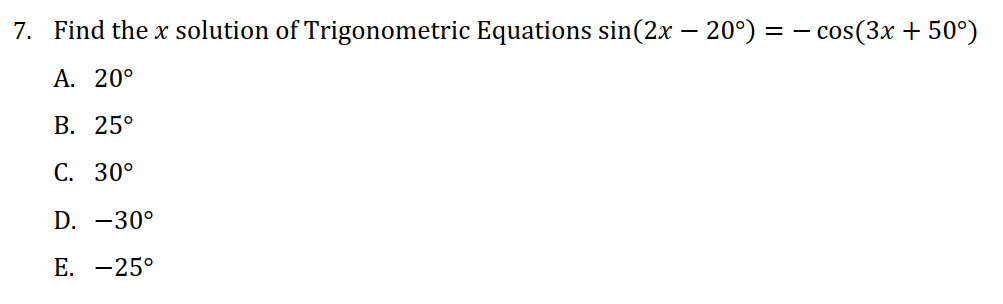 7. Find the x solution of Trigonometric Equations sin(2x − 20°) = − cos(3x + 50°)
A. 20°
B. 25°
C. 30°
D. −30°
E. −25°